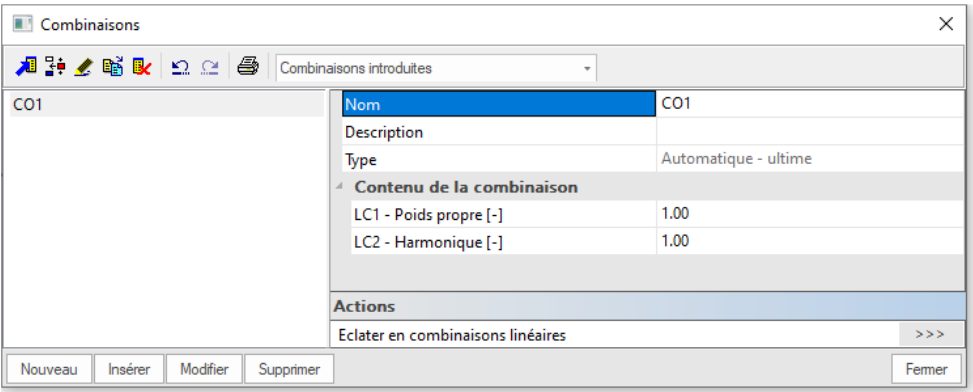 Combinaisons
Combinaisons introduites
CO1
Nom CO1
Description
Type Automatique - ultime
Contenu de la combinaison
LC1 - Poids propre [-] 1.00
LC2 - Harmonique [-] 1.00
Actions
Eclater en combinaisons linéaires >>>
Nouveau Insérer Modifier Supprimer Fermer